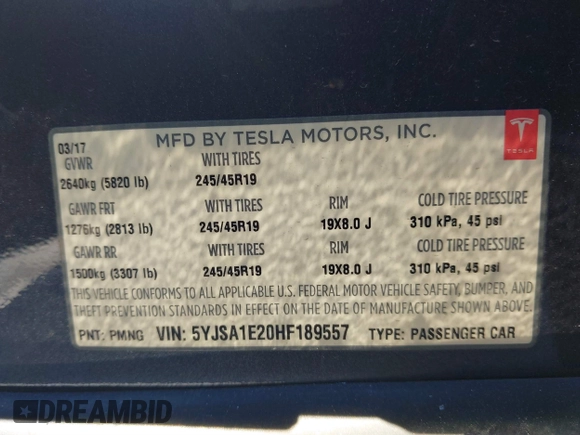 MFD BY TESLA MOTORS, INC.
TESLA
03/17
GVWR WITH TIRES
2640kg (5820 lb) 245/45R19
GAWR FRT WITH TIRES RIM COLD TIRE PRESSURE
1276kg (2813 lb) 245/45R19 19X8.0 J 310 kPa, 45 psi
GAWR RR WITH TIRES RIM COLD TIRE PRESSURE
1500kg (3307 lb) 245/45R19 19X8.0 J 310 kPa, 45 psi
THIS VEHICLE CONFORMS TO ALL APPLICABLE U.S. FEDERAL MOTOR VEHICLE SAFETY, BUMPER, AND
THEFT PREVENTION STANDARDS IN EFFECT ON THE DATE OF MANUFACTURE SHOWN ABOVE.
PNT: PMNG VIN: 5YJSA1E20HF189557 TYPE: PASSENGER CAR
DREAMBID